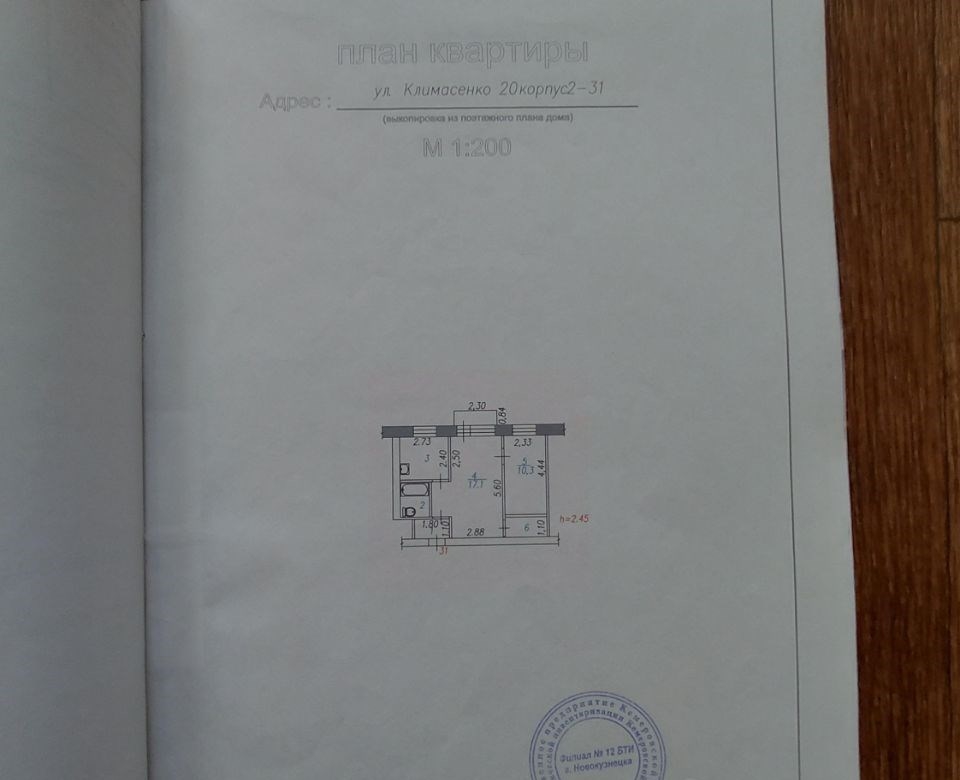 план квартиры
Адрес : ул. Климасенко 20корпус2-31
(выкопировка из поэтажного плана дома)
М 1:200
2,30
0,84
2.73
2,33
3
2.40
2,50
4
17.1
5
10.3
4,44
5.60
2
1.80
1.10
2.88
6
1,10
h=2.45
31
Филиал № 12 БТИ
г. Новокузнецка